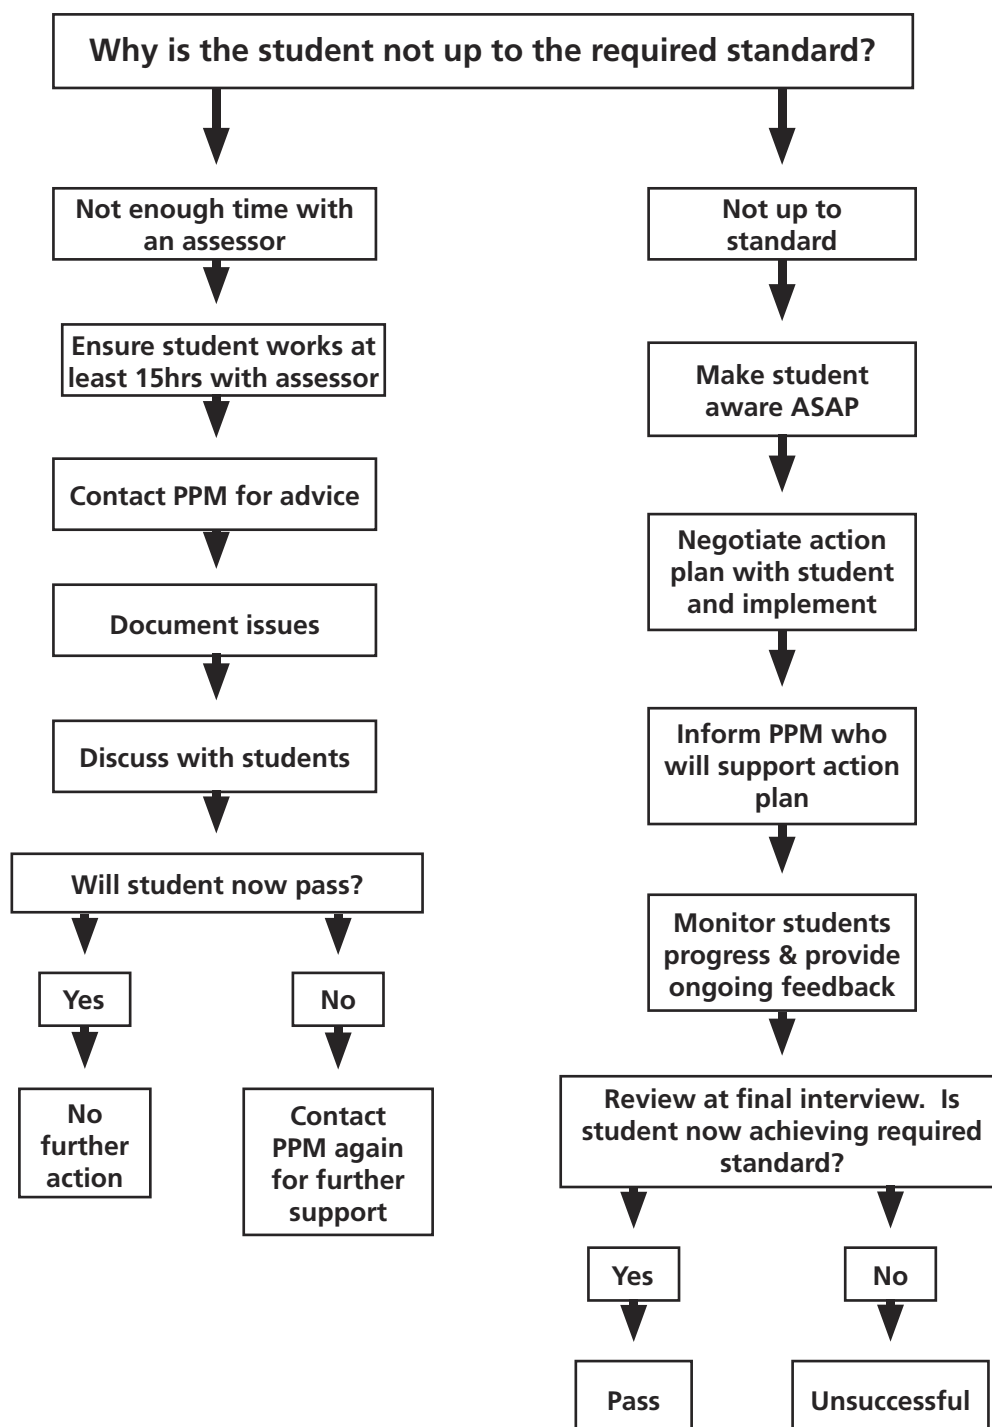 Why is the student not up to the required standard?
Not enough time with
an assessor
Ensure student works at
least 15hrs with assessor
Contact PPM for advice
Document issues
Discuss with students
Will student now pass?
Yes
No
No
further
action
Contact
PPM again
for further
support
Not up to
standard
Make student
aware ASAP
Negotiate action
plan with student
and implement
Inform PPM who
will support action
plan
Monitor students
progress & provide
ongoing feedback
Review at final interview.  Is
student now achieving required
standard?
Yes
No
Pass
Unsuccessful